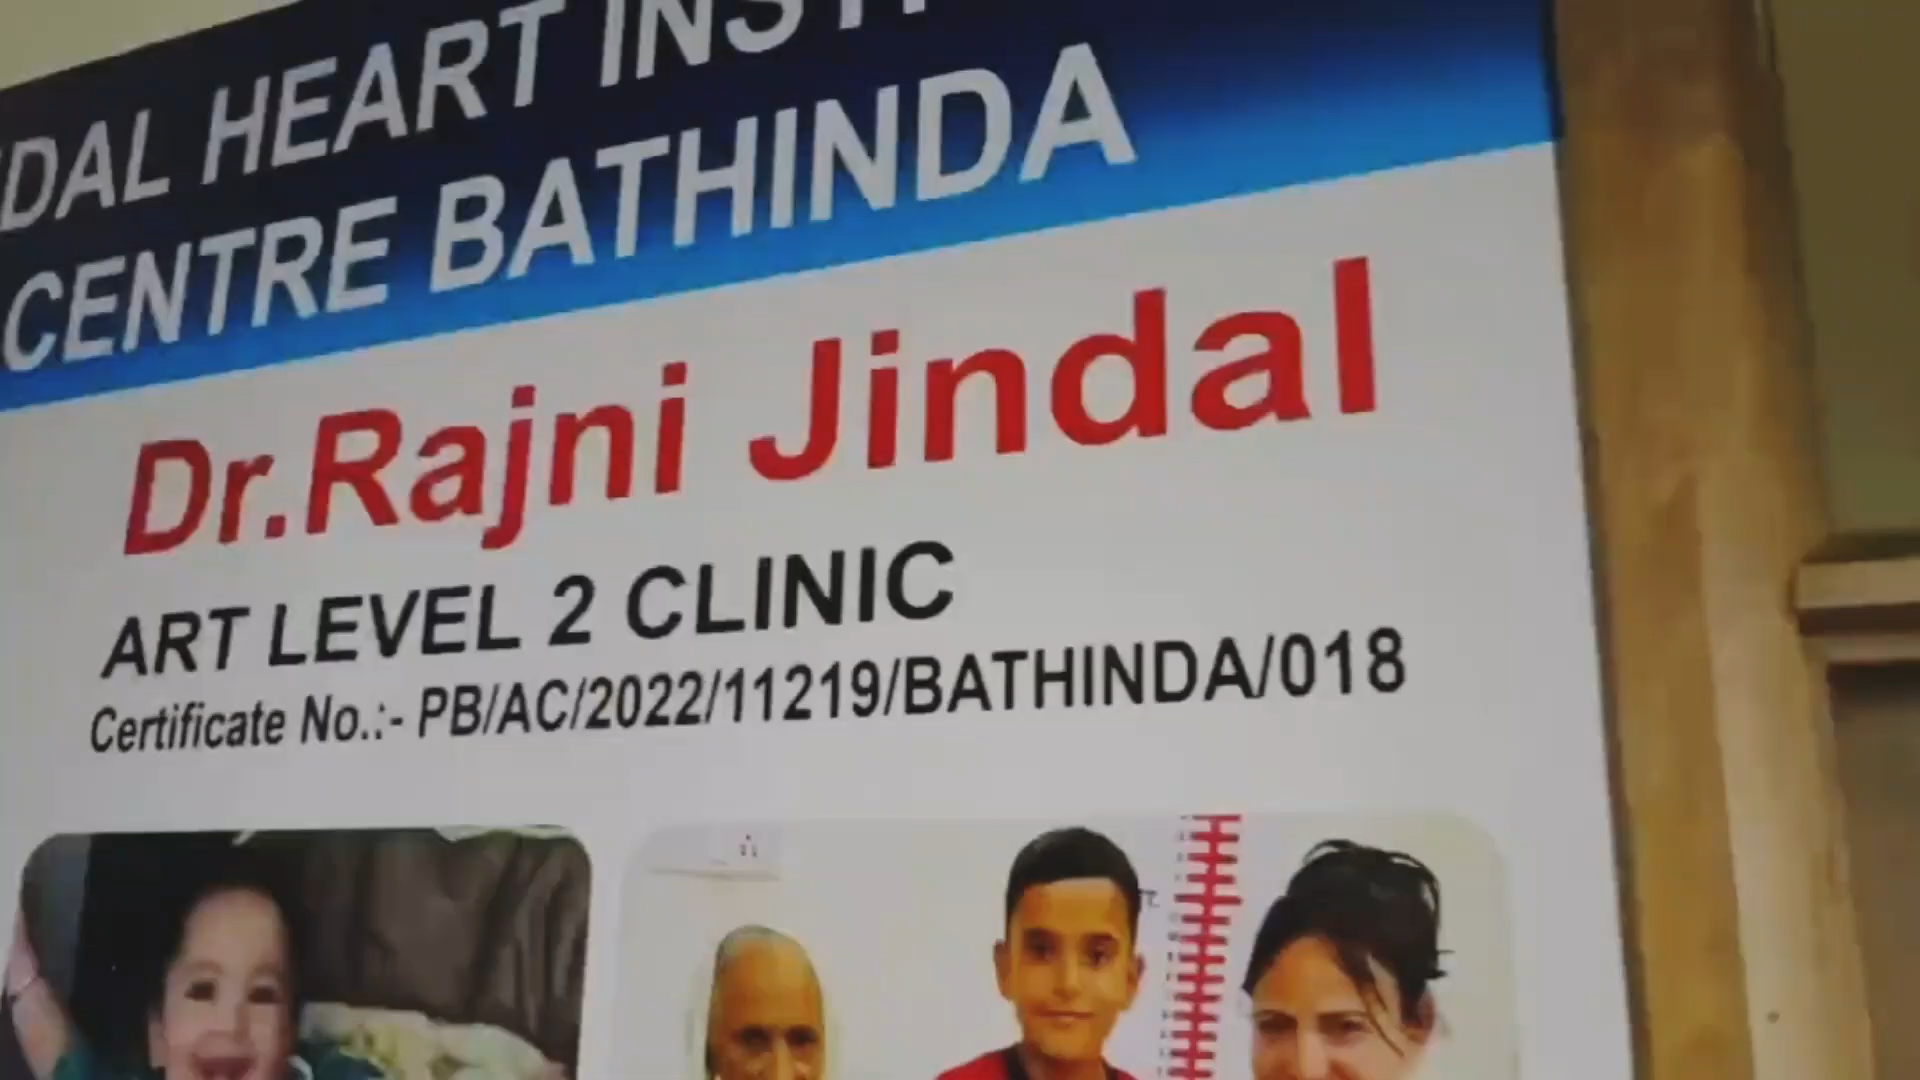 DAL HEART INSTI
CENTRE BATHINDA
Dr.Rajni Jindal
ART LEVEL 2 CLINIC
Certificate No.:- PB/AC/2022/11219/BATHINDA/018